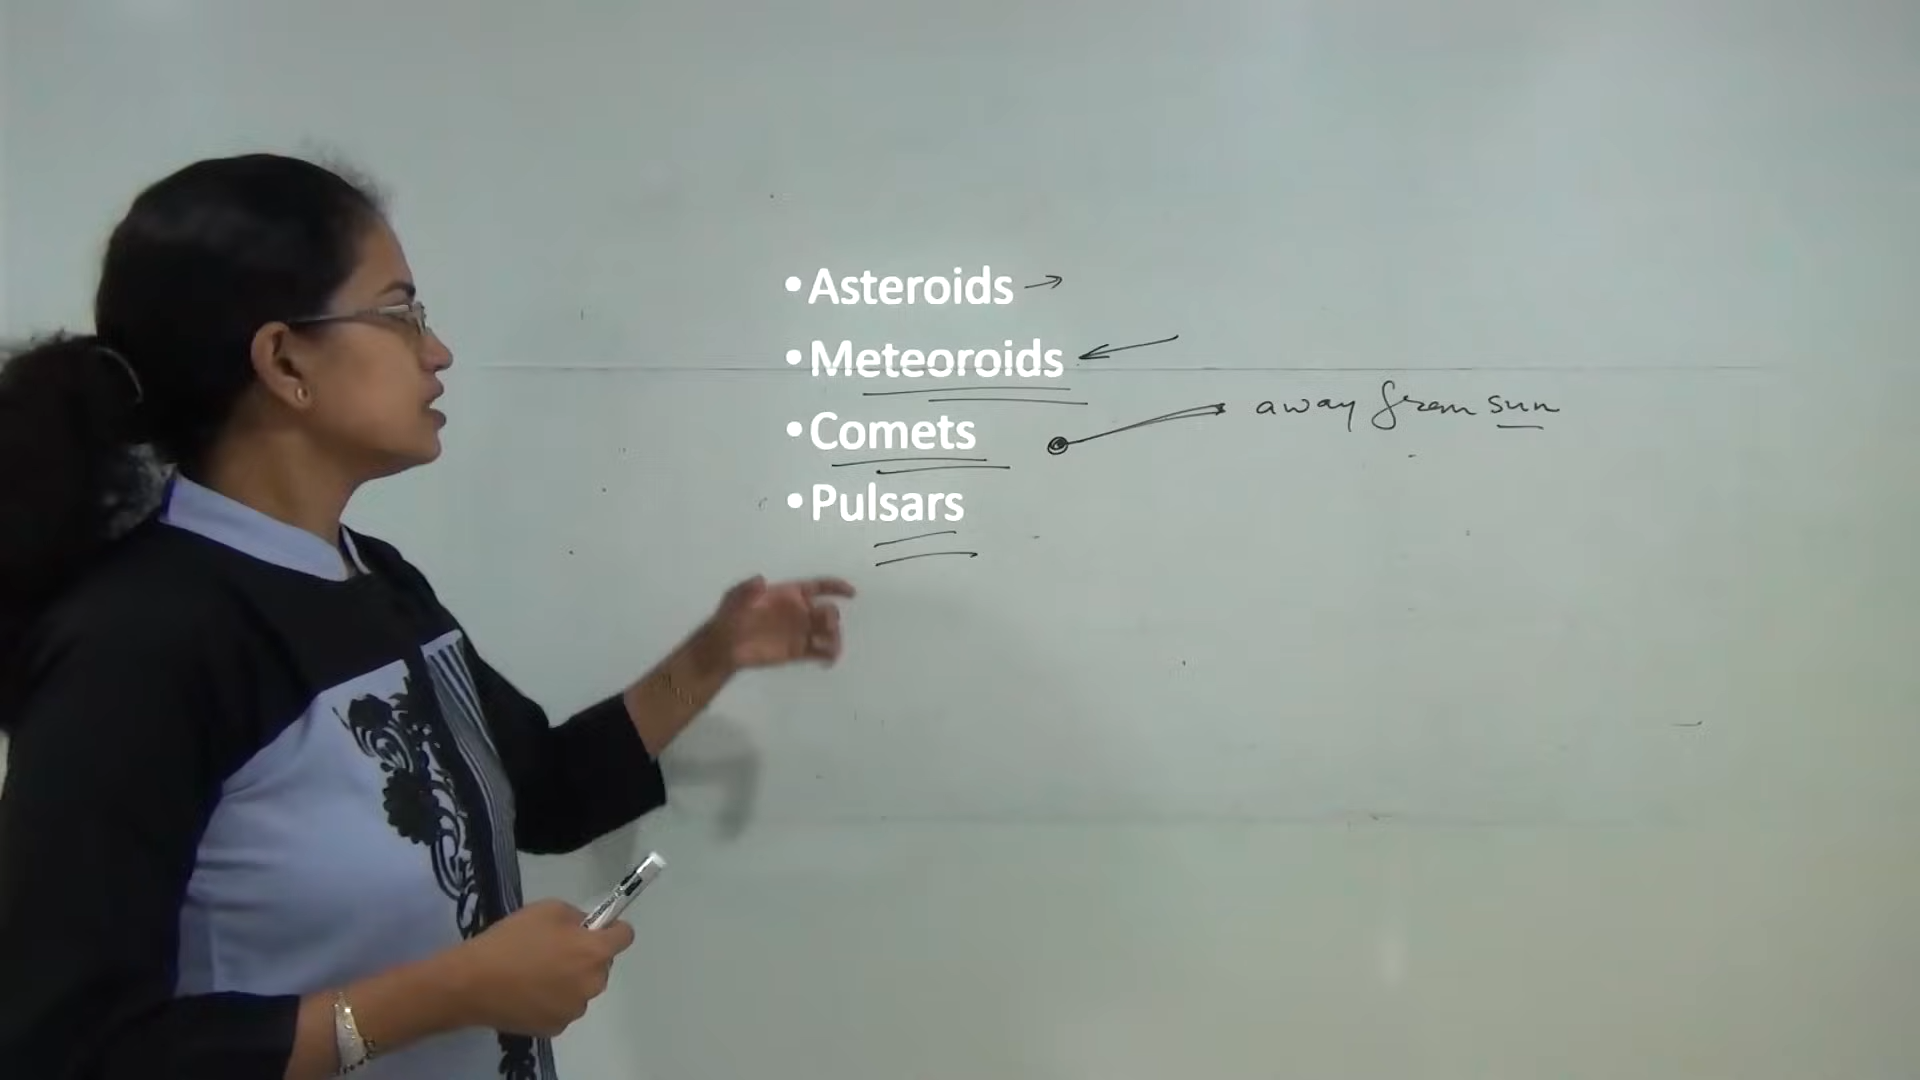 • Asteroids →
• Meteoroids ←
• Comets away from sun
• Pulsars